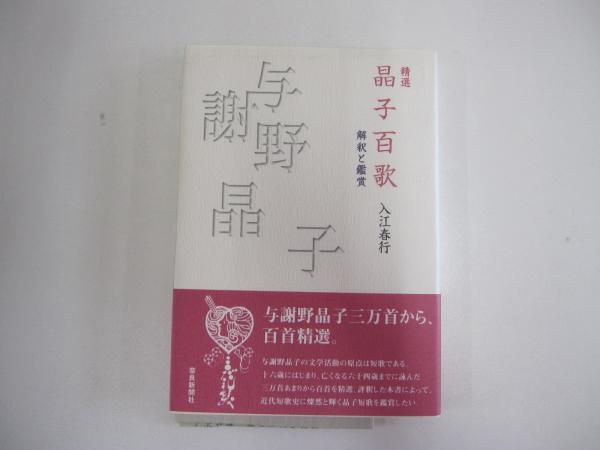 精選
晶子百歌
解釈と鑑賞
入江春行
与
謝野
晶
子
与謝野晶子三万首から、
百首精選。
与謝野晶子の文学活動の原点は短歌である。
十六歳にはじまり、亡くなる六十四歳までに詠んだ
三万首あまりから百首を精選、評釈した本書によって、
近代短歌史に燦然と輝く晶子短歌を鑑賞したい。
奈良新聞社